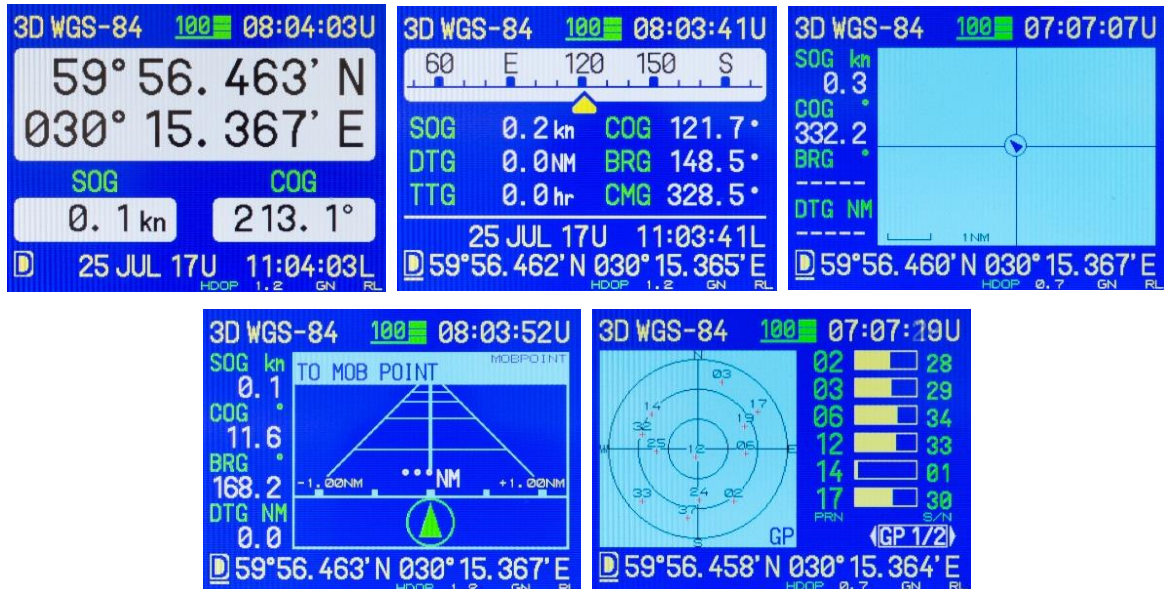 3D WGS-84 100 08:04:03U
59°56.463' N
030°15.367' E
SOG COG
0.1kn 213.1°
D 25 JUL 17U 11:04:03L
HDOP 1.2 GN RL
3D WGS-84 100 08:03:41U
60 E 120 150 S
SOG 0.2kn COG 121.7°
DTG 0.0NM BRG 148.5°
TTG 0.0hr CMG 328.5°
25 JUL 17U 11:03:41L
D 59°56.462'N 030°15.365'E
HDOP 1.2 GN RL
3D WGS-84 100 07:07:07U
SOG kn
0.3
COG °
332.2
BRG °
-----
DTG NM
-----
1NM
D 59°56.460'N 030°15.367'E
HDOP 0.7 GN RL
3D WGS-84 100 08:03:52U
SOG kn
0.1
COG °
11.6
BRG °
168.2
DTG NM
0.0
MOBPOINT
TO MOB POINT
•••NM
-1.00NM +1.00NM
D 59°56.463'N 030°15.367'E
HDOP 1.2 GN RL
3D WGS-84 100 07:07:29U
N
03
14 17
19
32
W 25 12 06 E
33 24 02
37
S
GP
02 28
03 29
06 34
12 33
14 01
17 30
PRN S/N
GP 1/2
D 59°56.458'N 030°15.364'E
HDOP 0.7 GN RL